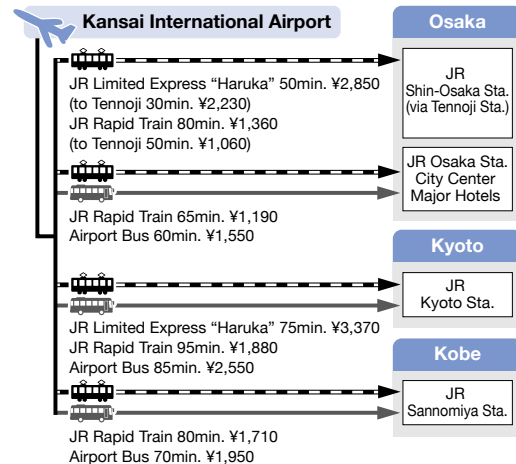 Kansai International Airport
Osaka
JR Limited Express “Haruka” 50min. ¥2,850
(to Tennoji 30min. ¥2,230)
JR Rapid Train 80min. ¥1,360
(to Tennoji 50min. ¥1,060)
JR
Shin-Osaka Sta.
(via Tennoji Sta.)
JR Rapid Train 65min. ¥1,190
Airport Bus 60min. ¥1,550
JR Osaka Sta.
City Center
Major Hotels
Kyoto
JR Limited Express “Haruka” 75min. ¥3,370
JR Rapid Train 95min. ¥1,880
Airport Bus 85min. ¥2,550
JR
Kyoto Sta.
Kobe
JR Rapid Train 80min. ¥1,710
Airport Bus 70min. ¥1,950
JR
Sannomiya Sta.